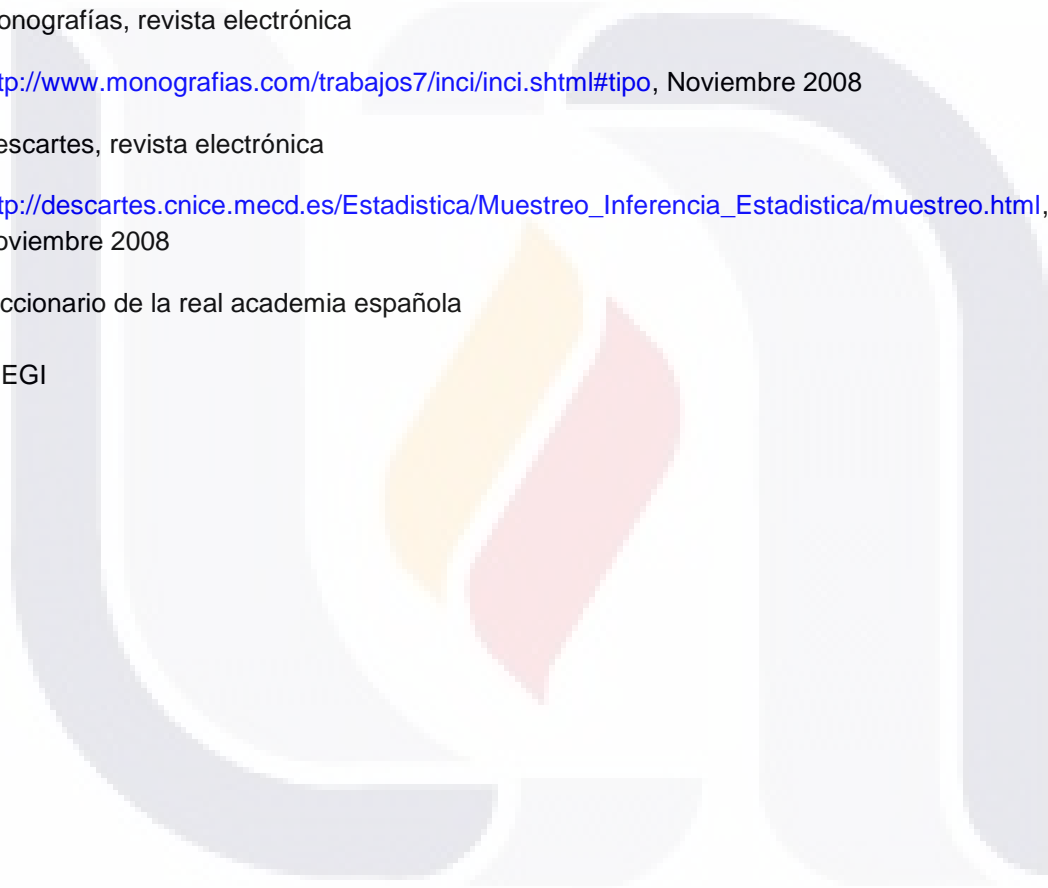 onografías, revista electrónica
tp://www.monografias.com/trabajos7/inci/inci.shtml#tipo, Noviembre 2008
escartes, revista electrónica
tp://descartes.cnice.mecd.es/Estadistica/Muestreo_Inferencia_Estadistica/muestreo.html,
oviembre 2008
ccionario de la real academia española
EGI